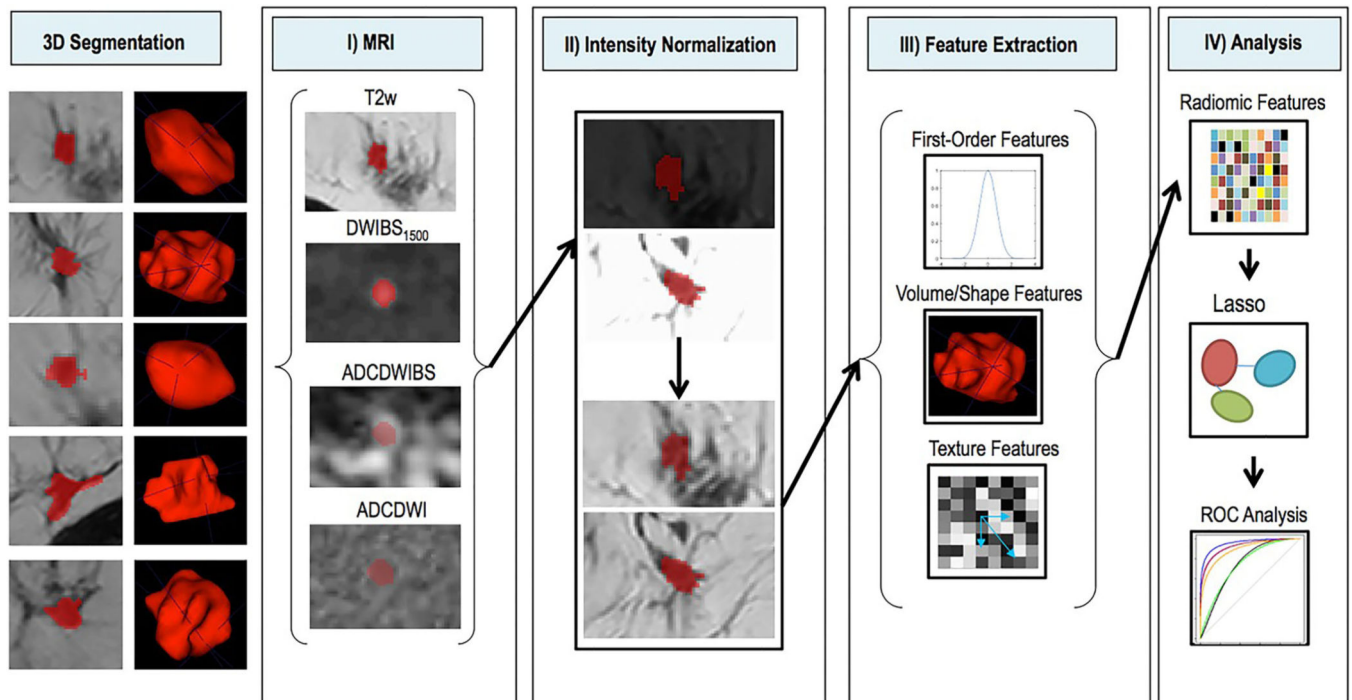 3D Segmentation
I) MRI
T2w
DWIBS1500
ADCDWIBS
ADCDWI
II) Intensity Normalization
III) Feature Extraction
First-Order Features
Volume/Shape Features
Texture Features
IV) Analysis
Radiomic Features
Lasso
ROC Analysis